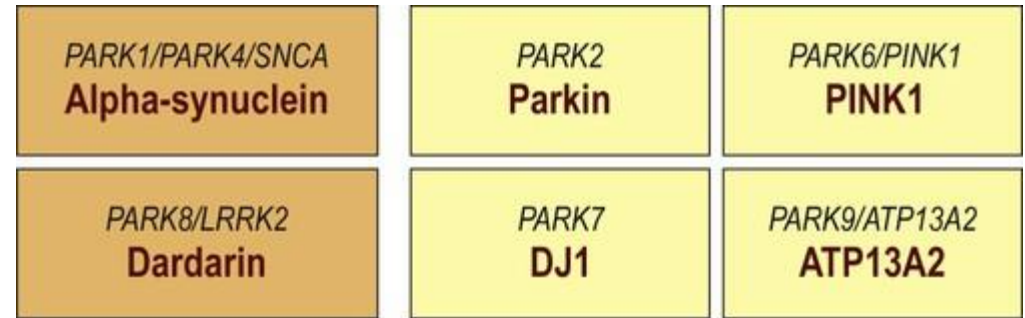 PARK1/PARK4/SNCA
Alpha-synuclein
PARK2
Parkin
PARK6/PINK1
PINK1
PARK8/LRRK2
Dardarin
PARK7
DJ1
PARK9/ATP13A2
ATP13A2